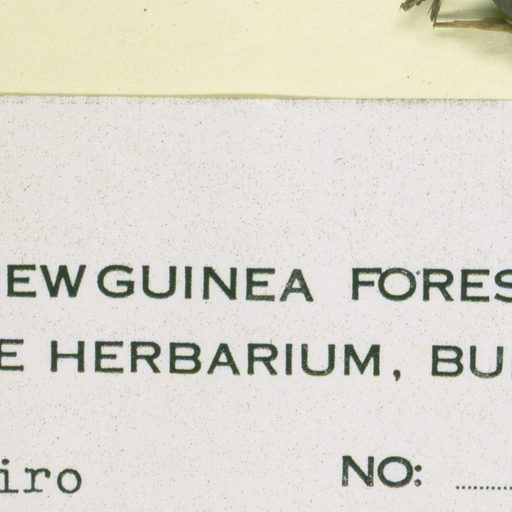 EW GUINEA FORES
E HERBARIUM, BU
iro NO: ........